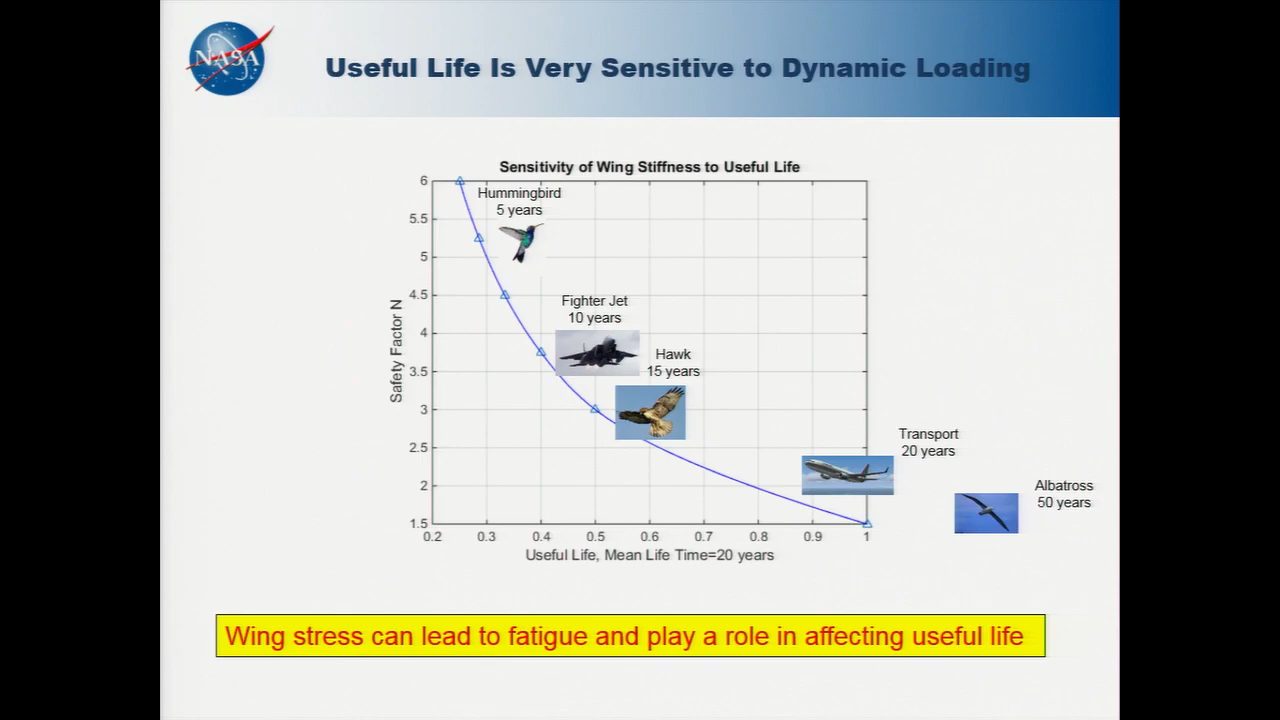 NASA
Useful Life Is Very Sensitive to Dynamic Loading
Sensitivity of Wing Stiffness to Useful Life
6
5.5
5
4.5
4
3.5
3
2.5
2
1.5
Safety Factor N
Hummingbird
5 years
Fighter Jet
10 years
Hawk
15 years
Transport
20 years
Albatross
50 years
0.2 0.3 0.4 0.5 0.6 0.7 0.8 0.9 1
Useful Life, Mean Life Time=20 years
Wing stress can lead to fatigue and play a role in affecting useful life